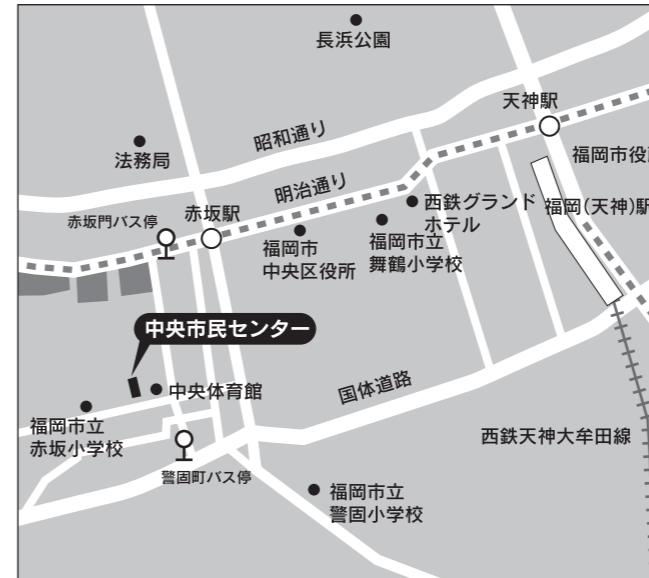 長浜公園
天神駅
昭和通り
法務局
福岡市役
明治通り
西鉄グランド
ホテル
福岡(天神)駅
赤坂門バス停
赤坂駅
福岡市
中央区役所
福岡市立
舞鶴小学校
中央市民センター
中央体育館
国体道路
福岡市立
赤坂小学校
西鉄天神大牟田線
警固町バス停
福岡市立
警固小学校